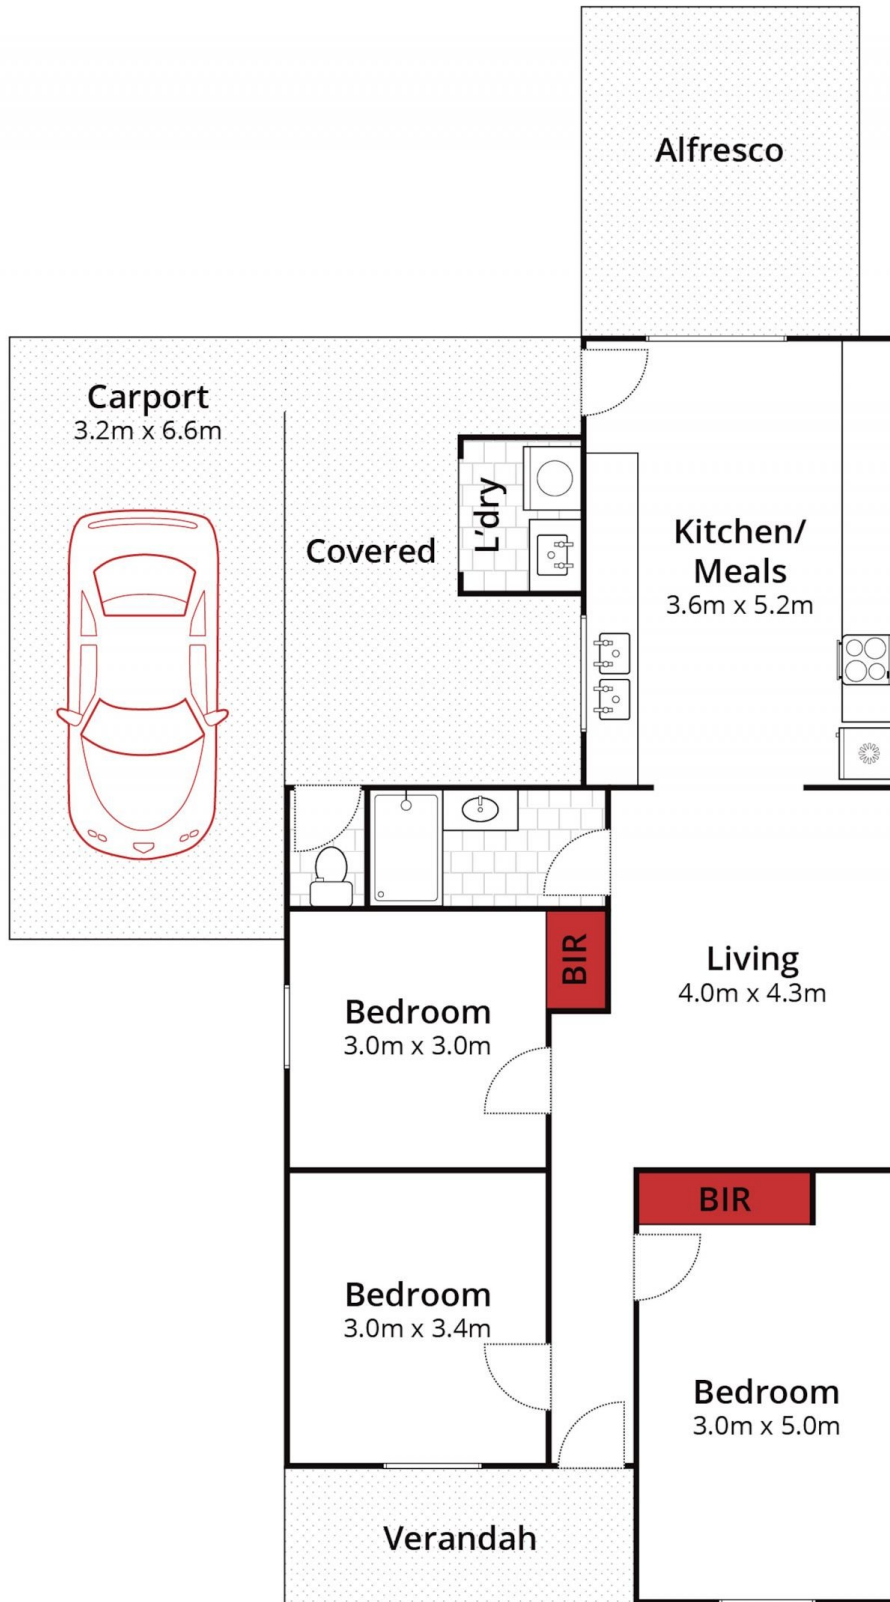 Alfresco
Carport
3.2m x 6.6m
Covered
L'dry
Kitchen/
Meals
3.6m x 5.2m
BIR
Living
4.0m x 4.3m
Bedroom
3.0m x 3.0m
BIR
Bedroom
3.0m x 3.4m
Bedroom
3.0m x 5.0m
Verandah